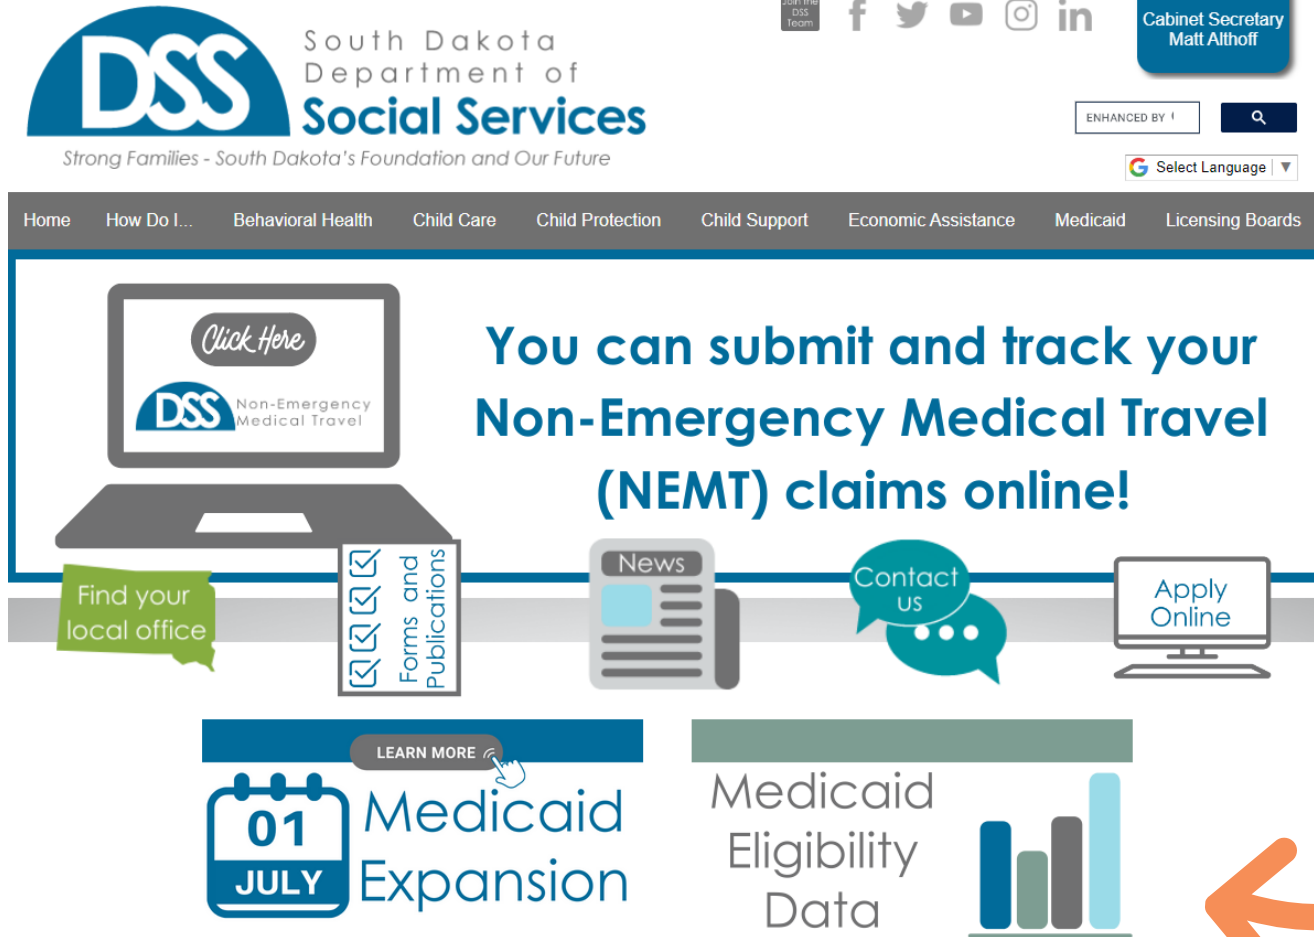 Join the
DSS
Team
Cabinet Secretary
Matt Althoff
DSS
South Dakota
Department of
Social Services
Strong Families - South Dakota's Foundation and Our Future
ENHANCED BY
Select Language
Home How Do I... Behavioral Health Child Care Child Protection Child Support Economic Assistance Medicaid Licensing Boards
Click Here
DSS Non-Emergency
Medical Travel
You can submit and track your
Non-Emergency Medical Travel
(NEMT) claims online!
Find your
local office
Forms and
Publications
News
Contact
us
Apply
Online
LEARN MORE
01
JULY
Medicaid
Expansion
Medicaid
Eligibility
Data